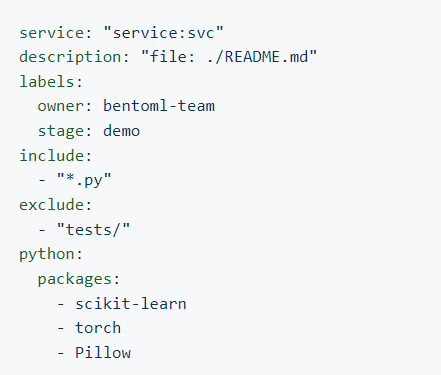 service: "service:svc"
description: "file: ./README.md"
labels:
  owner: bentoml-team
  stage: demo
include:
  - "*.py"
exclude:
  - "tests/"
python:
  packages:
    - scikit-learn
    - torch
    - Pillow